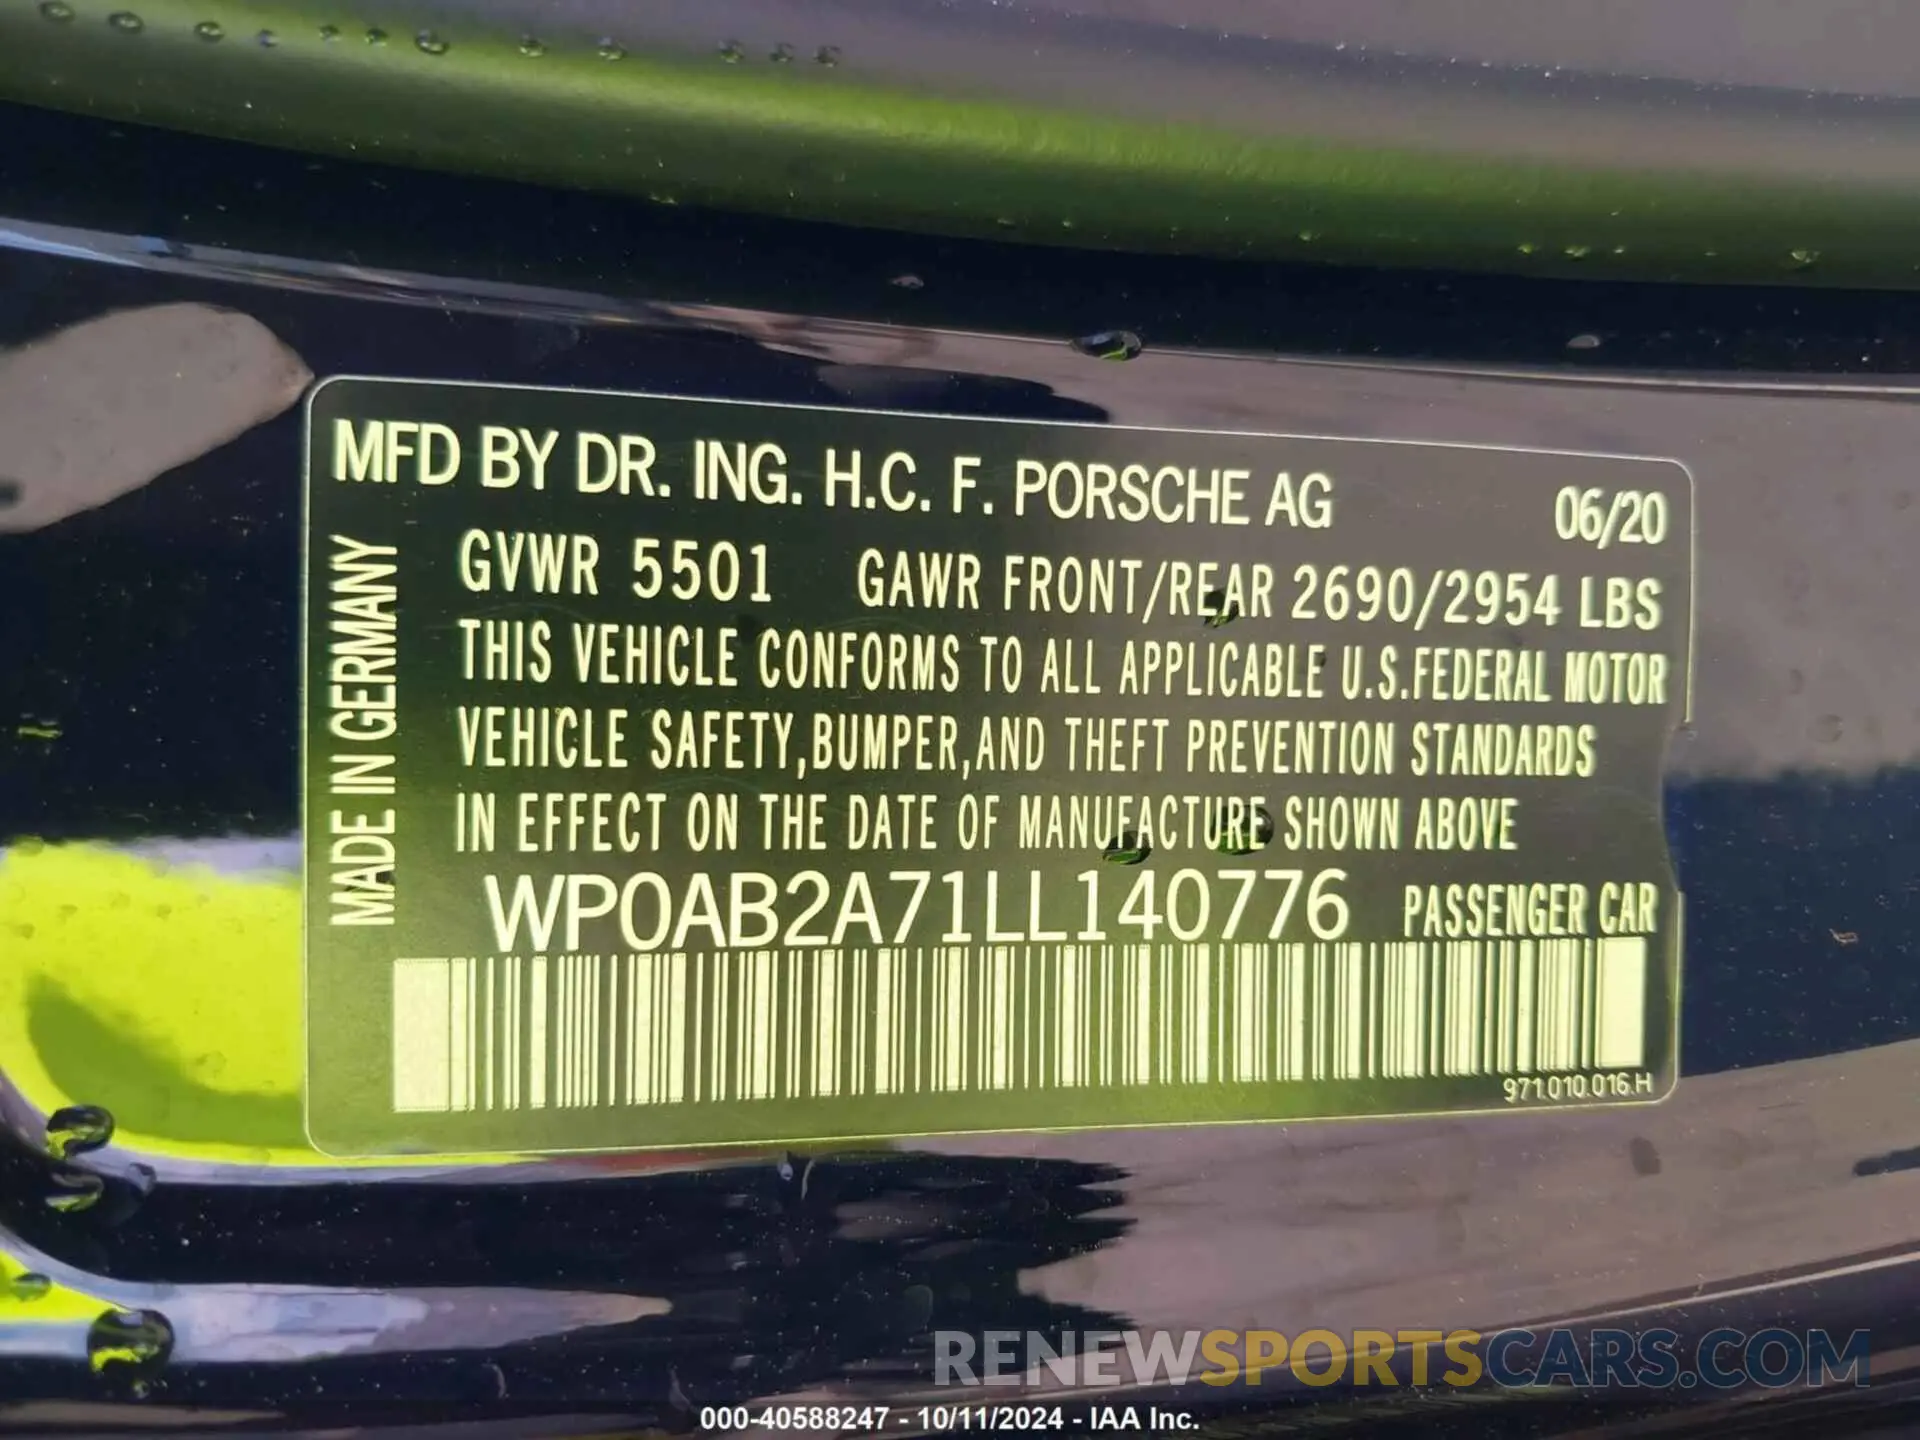 MFD BY DR. ING. H.C. F. PORSCHE AG 06/20
GVWR 5501 GAWR FRONT/REAR 2690/2954 LBS
THIS VEHICLE CONFORMS TO ALL APPLICABLE U.S.FEDERAL MOTOR
VEHICLE SAFETY,BUMPER,AND THEFT PREVENTION STANDARDS
IN EFFECT ON THE DATE OF MANUFACTURE SHOWN ABOVE
WP0AB2A71LL140776 PASSENGER CAR
971.010.016.H
MADE IN GERMANY
RENEWSPORTSCARS.COM
000-40588247 - 10/11/2024 - IAA Inc.